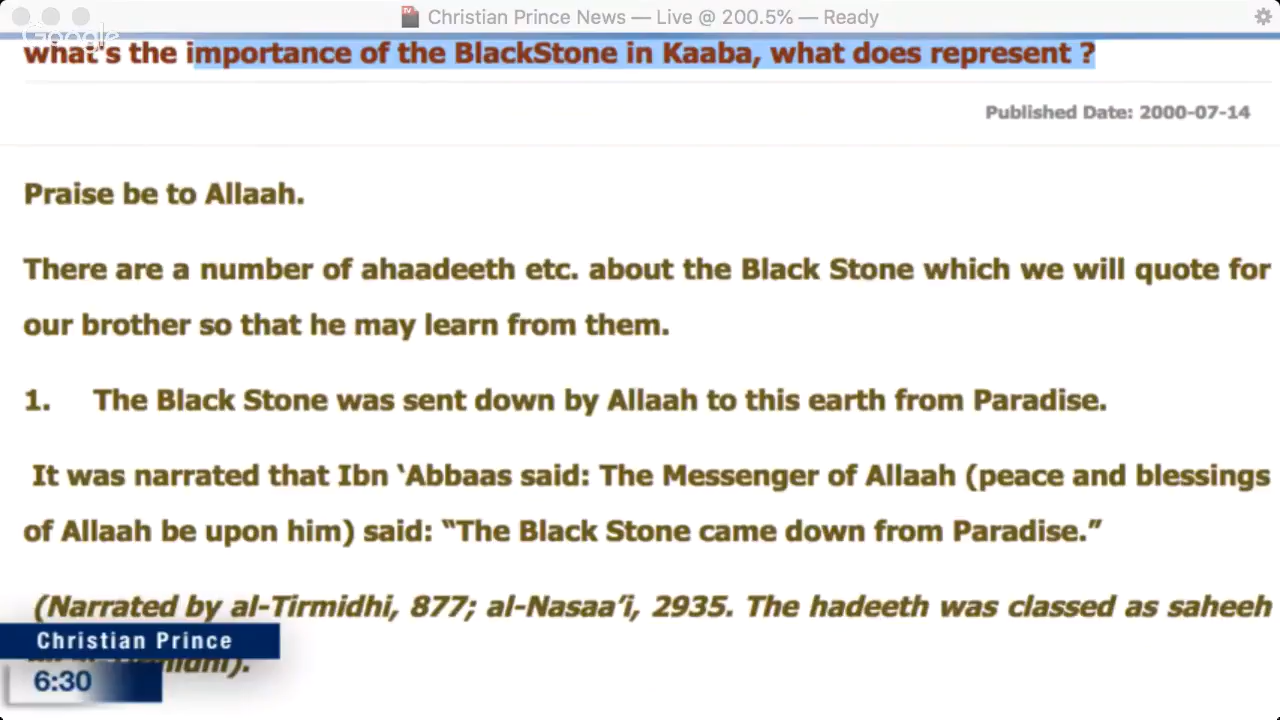 Christian Prince News — Live @ 200.5% — Ready
Google
what's the importance of the BlackStone in Kaaba, what does represent ?
Published Date: 2000-07-14
Praise be to Allaah.
There are a number of ahaadeeth etc. about the Black Stone which we will quote for
our brother so that he may learn from them.
1. The Black Stone was sent down by Allaah to this earth from Paradise.
It was narrated that Ibn ‘Abbaas said: The Messenger of Allaah (peace and blessings
of Allaah be upon him) said: “The Black Stone came down from Paradise.”
(Narrated by al-Tirmidhi, 877; al-Nasaa’i, 2935. The hadeeth was classed as saheeh
Christian Prince
6:30